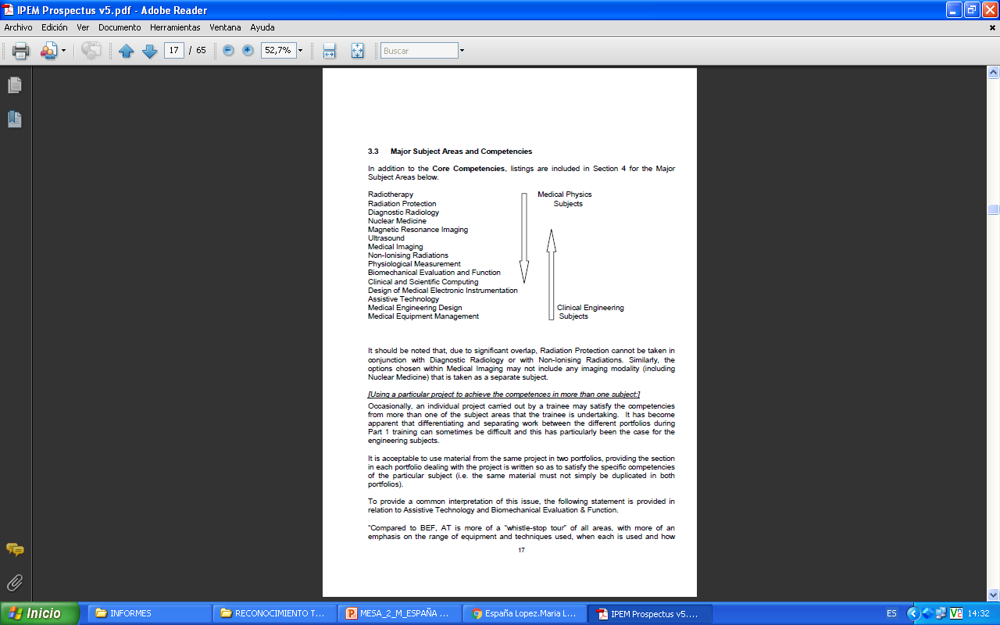 IPEM Prospectus v5.pdf - Adobe Reader
Archivo Edición Ver Documento Herramientas Ventana Ayuda
17 / 65 52,7% Buscar
3.3 Major Subject Areas and Competencies
In addition to the Core Competencies, listings are included in Section 4 for the Major
Subject Areas below.
Radiotherapy Medical Physics
Radiation Protection Subjects
Diagnostic Radiology
Nuclear Medicine
Magnetic Resonance Imaging
Ultrasound
Medical Imaging
Non-Ionising Radiations
Physiological Measurement
Biomechanical Evaluation and Function
Clinical and Scientific Computing
Design of Medical Electronic Instrumentation
Assistive Technology
Medical Engineering Design Clinical Engineering
Medical Equipment Management Subjects
It should be noted that, due to significant overlap, Radiation Protection cannot be taken in
conjunction with Diagnostic Radiology or with Non-Ionising Radiations. Similarly, the
options chosen within Medical Imaging may not include any imaging modality (including
Nuclear Medicine) that is taken as a separate subject.
[Using a particular project to achieve the competences in more than one subject:]
Occasionally, an individual project carried out by a trainee may satisfy the competencies
from more than one of the subject areas that the trainee is undertaking. It has become
apparent that differentiating and separating work between the different portfolios during
Part 1 training can sometimes be difficult and this has particularly been the case for the
engineering subjects.
It is acceptable to use material from the same project in two portfolios, providing the section
in each portfolio dealing with the project is written so as to satisfy the specific competencies
of the particular subject (i.e. the same material must not simply be duplicated in both
portfolios).
To provide a common interpretation of this issue, the following statement is provided in
relation to Assistive Technology and Biomechanical Evaluation & Function.
"Compared to BEF, AT is more of a "whistle-stop tour" of all areas, with more of an
emphasis on the range of equipment and techniques used, when each is used and how
17
Inicio INFORMES RECONOCIMIENTO T... MESA_2_M_ESPAÑA ... España Lopez.Maria L... IPEM Prospectus v5.... ES 14:32